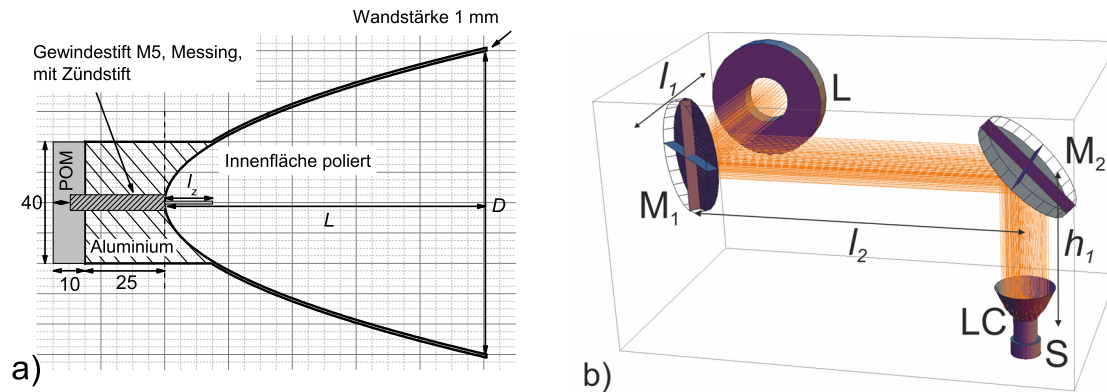 Wandstärke 1 mm
Gewindestift M5, Messing,
mit Zündstift
POM
Innenfläche poliert
l_z
40
L
D
Aluminium
10
25
a)
l_1
L
M_1
M_2
l_2
h_1
LC
S
b)